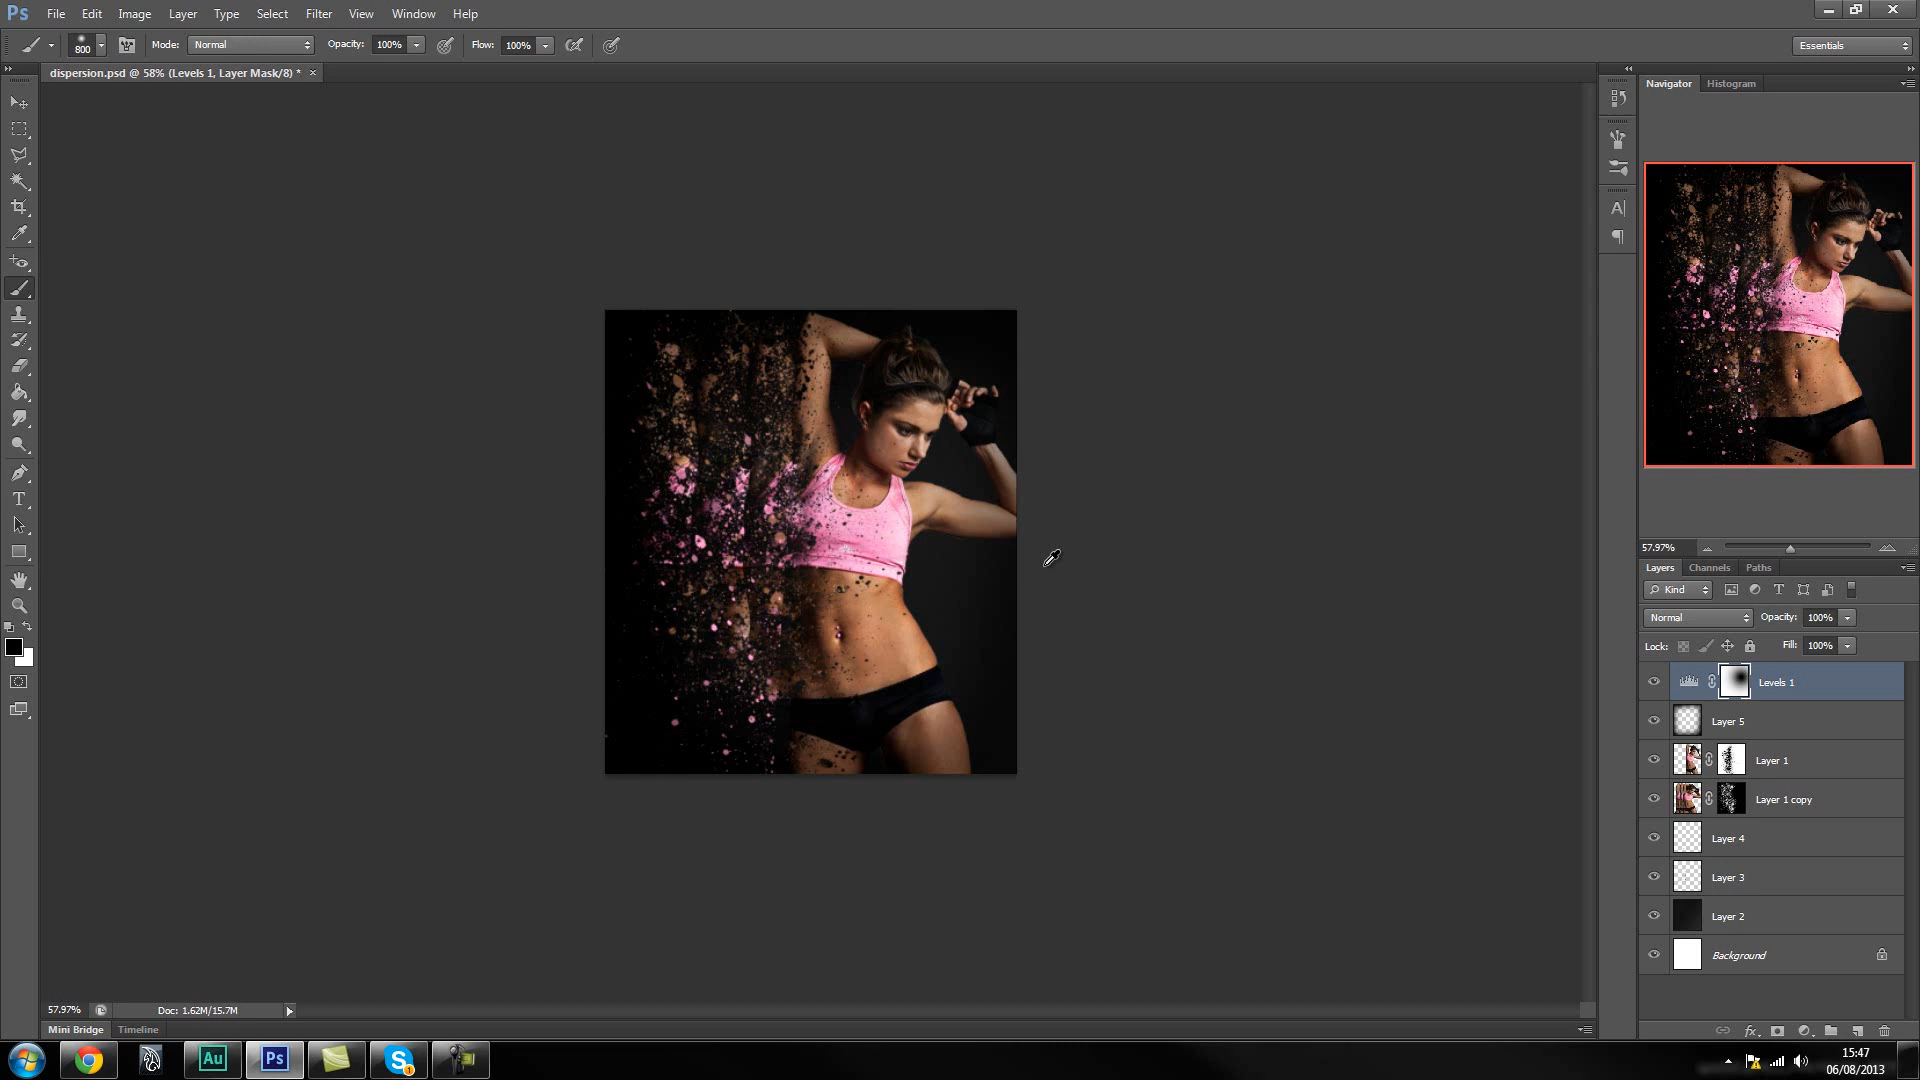 Ps File Edit Image Layer Type Select Filter View Window Help
800 Mode: Normal Opacity: 100% Flow: 100% Essentials
dispersion.psd @ 58% (Levels 1, Layer Mask/8) * ×
Navigator Histogram
A|
T
57.97%
Layers Channels Paths
Kind T
Normal Opacity: 100%
Lock: Fill: 100%
Levels 1
Layer 5
Layer 1
Layer 1 copy
Layer 4
Layer 3
Layer 2
Background
57.97% Doc: 1.62M/15.7M
Mini Bridge Timeline
fx
Au Ps S 1
15:47
06/08/2013